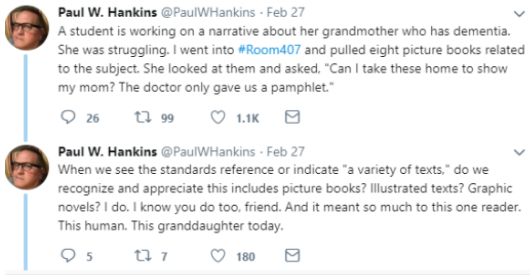 Paul W. Hankins @PaulWHankins · Feb 27
A student is working on a narrative about her grandmother who has dementia.
She was struggling. I went into #Room407 and pulled eight picture books related
to the subject. She looked at them and asked, "Can I take these home to show
my mom? The doctor only gave us a pamphlet."
26 99 1.1K
Paul W. Hankins @PaulWHankins · Feb 27
When we see the standards reference or indicate "a variety of texts," do we
recognize and appreciate this includes picture books? Illustrated texts? Graphic
novels? I do. I know you do too, friend. And it meant so much to this one reader.
This human. This granddaughter today.
5 7 180